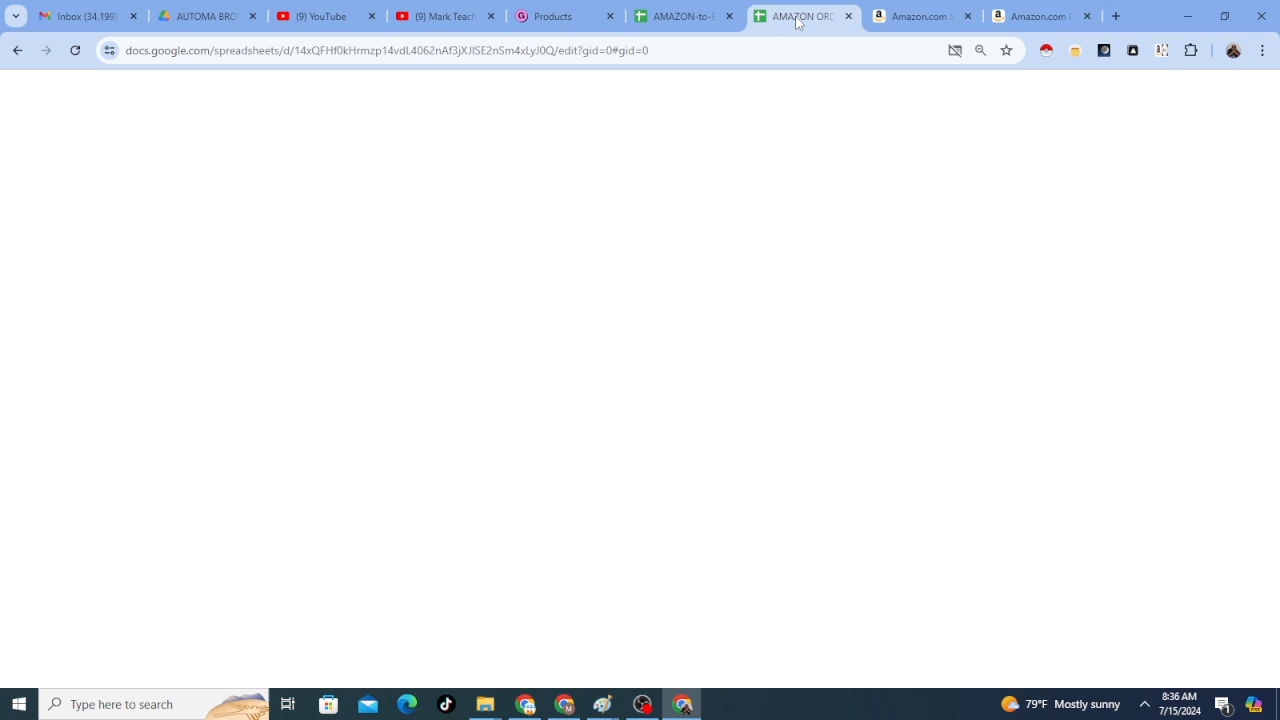 Inbox (34,199)
AUTOMA BRO
(9) YouTube
(9) Mark Teach
Products
AMAZON-to-E
AMAZON ORD
Amazon.com S
Amazon.com
docs.google.com/spreadsheets/d/14xQFHf0kHrmzp14vdL4062nAf3jXJISE2nSm4xLyJ0Q/edit?gid=0#gid=0
Type here to search
79°F Mostly sunny
8:36 AM
7/15/2024